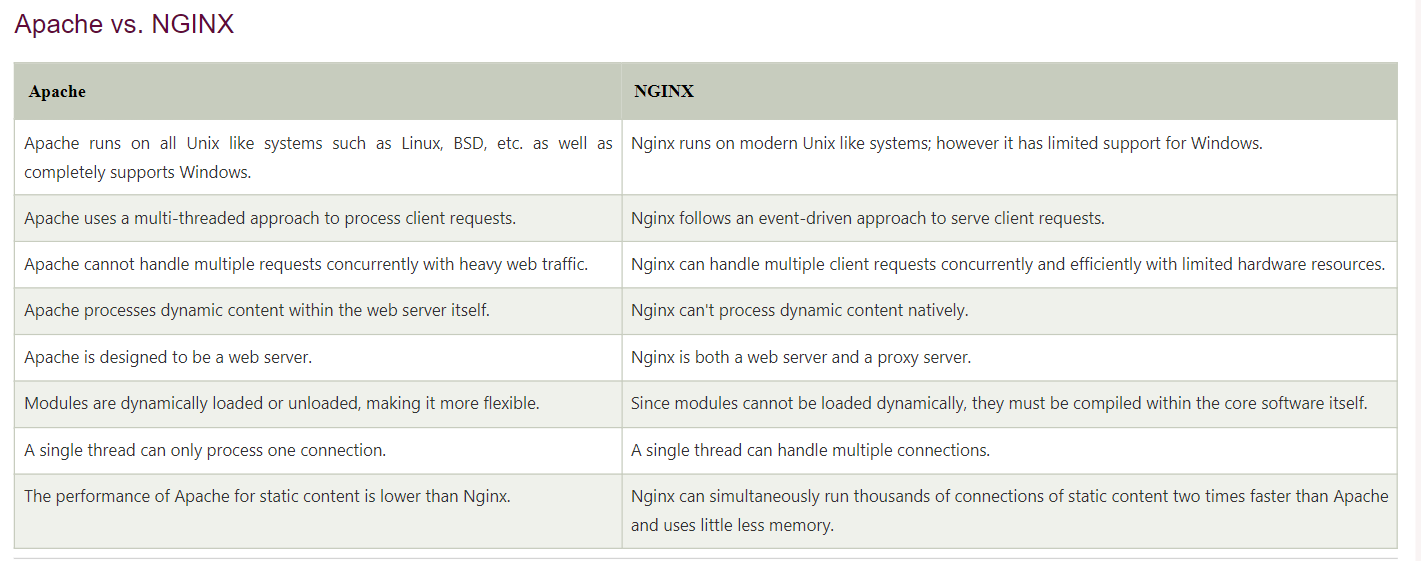 Apache vs. NGINX
Apache
NGINX
Apache runs on all Unix like systems such as Linux, BSD, etc. as well as
completely supports Windows.
Nginx runs on modern Unix like systems; however it has limited support for Windows.
Apache uses a multi-threaded approach to process client requests.
Nginx follows an event-driven approach to serve client requests.
Apache cannot handle multiple requests concurrently with heavy web traffic.
Nginx can handle multiple client requests concurrently and efficiently with limited hardware resources.
Apache processes dynamic content within the web server itself.
Nginx can't process dynamic content natively.
Apache is designed to be a web server.
Nginx is both a web server and a proxy server.
Modules are dynamically loaded or unloaded, making it more flexible.
Since modules cannot be loaded dynamically, they must be compiled within the core software itself.
A single thread can only process one connection.
A single thread can handle multiple connections.
The performance of Apache for static content is lower than Nginx.
Nginx can simultaneously run thousands of connections of static content two times faster than Apache
and uses little less memory.